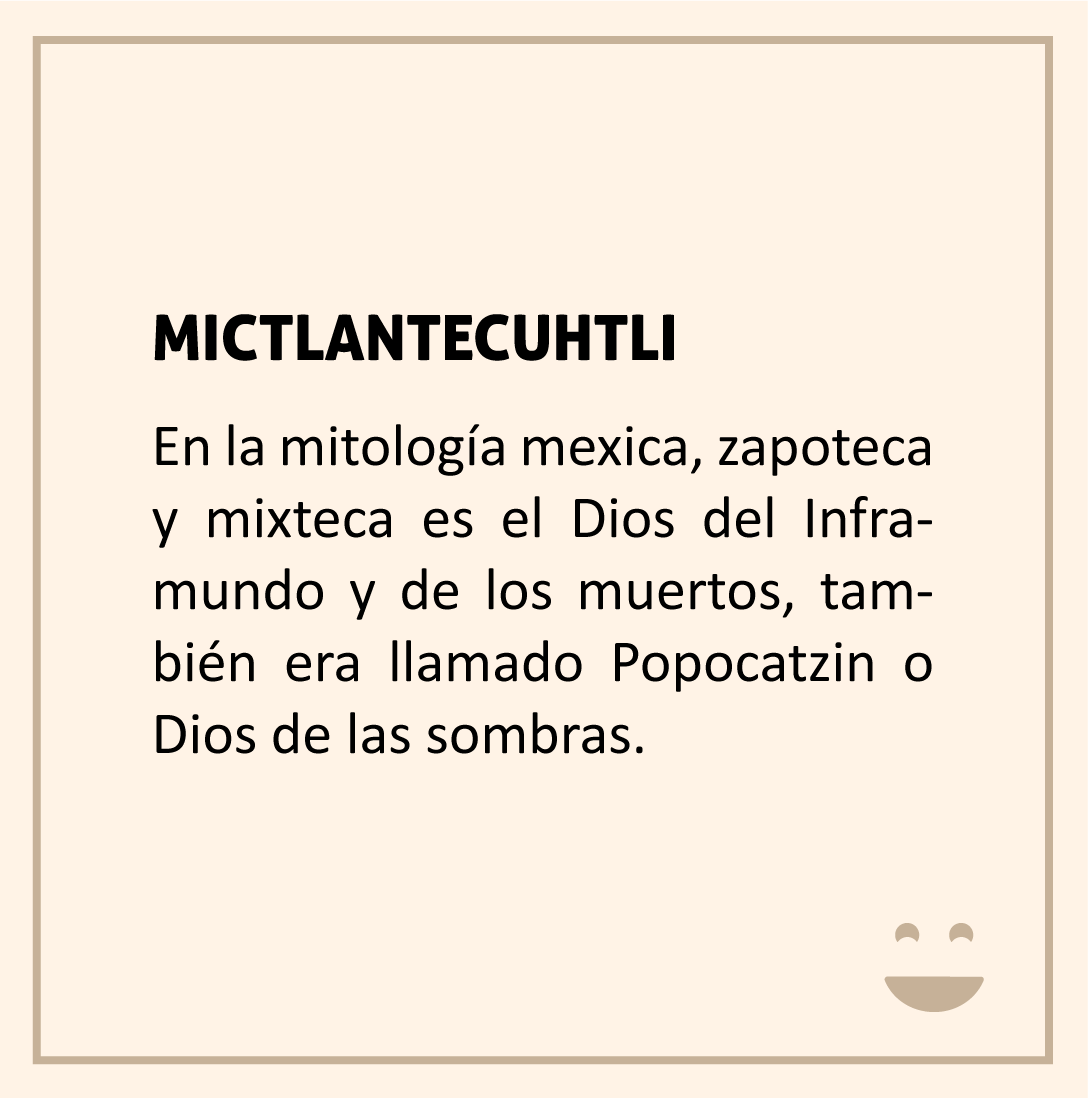 MICTLANTECUHTLI
En la mitología mexica, zapoteca
y mixteca es el Dios del Infra-
mundo y de los muertos, tam-
bién era llamado Popocatzin o
Dios de las sombras.